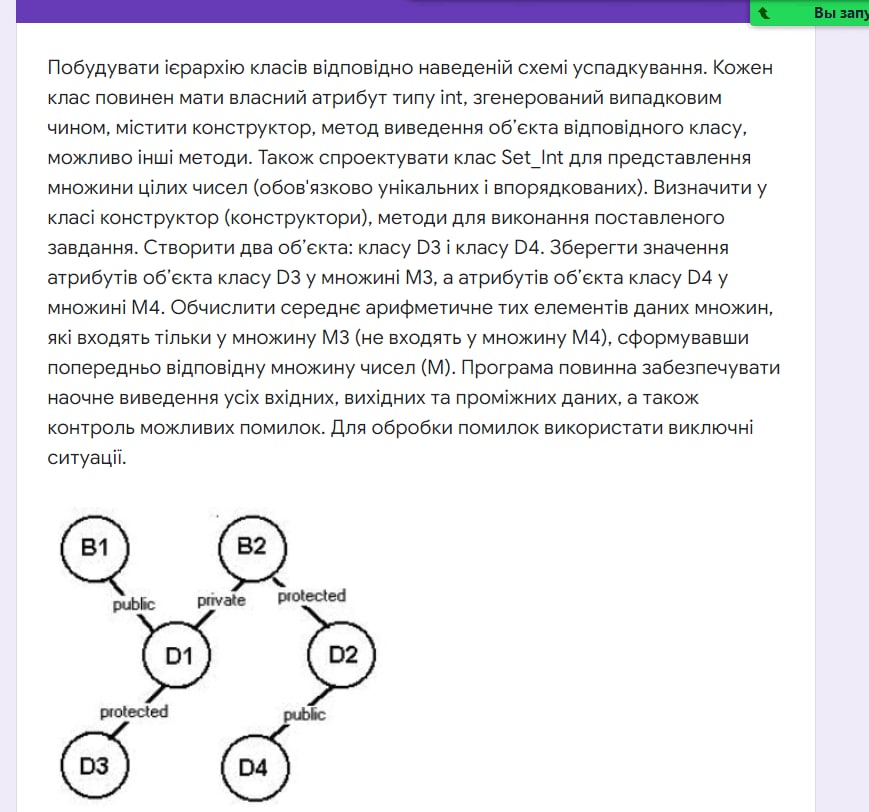 Вы запу
Побудувати ієрархію класів відповідно наведеній схемі успадкування. Кожен
клас повинен мати власний атрибут типу int, згенерований випадковим
чином, містити конструктор, метод виведення об’єкта відповідного класу,
можливо інші методи. Також спроектувати клас Set_Int для представлення
множини цілих чисел (обов'язково унікальних і впорядкованих). Визначити у
класі конструктор (конструктори), методи для виконання поставленого
завдання. Створити два об’єкта: класу D3 і класу D4. Зберегти значення
атрибутів об’єкта класу D3 у множині M3, а атрибутів об’єкта класу D4 у
множині M4. Обчислити середнє арифметичне тих елементів даних множин,
які входять тільки у множину M3 (не входять у множину M4), сформувавши
попередньо відповідну множину чисел (M). Програма повинна забезпечувати
наочне виведення усіх вхідних, вихідних та проміжних даних, а також
контроль можливих помилок. Для обробки помилок використати виключні
ситуації.
B1 B2
public private protected
D1 D2
protected public
D3 D4